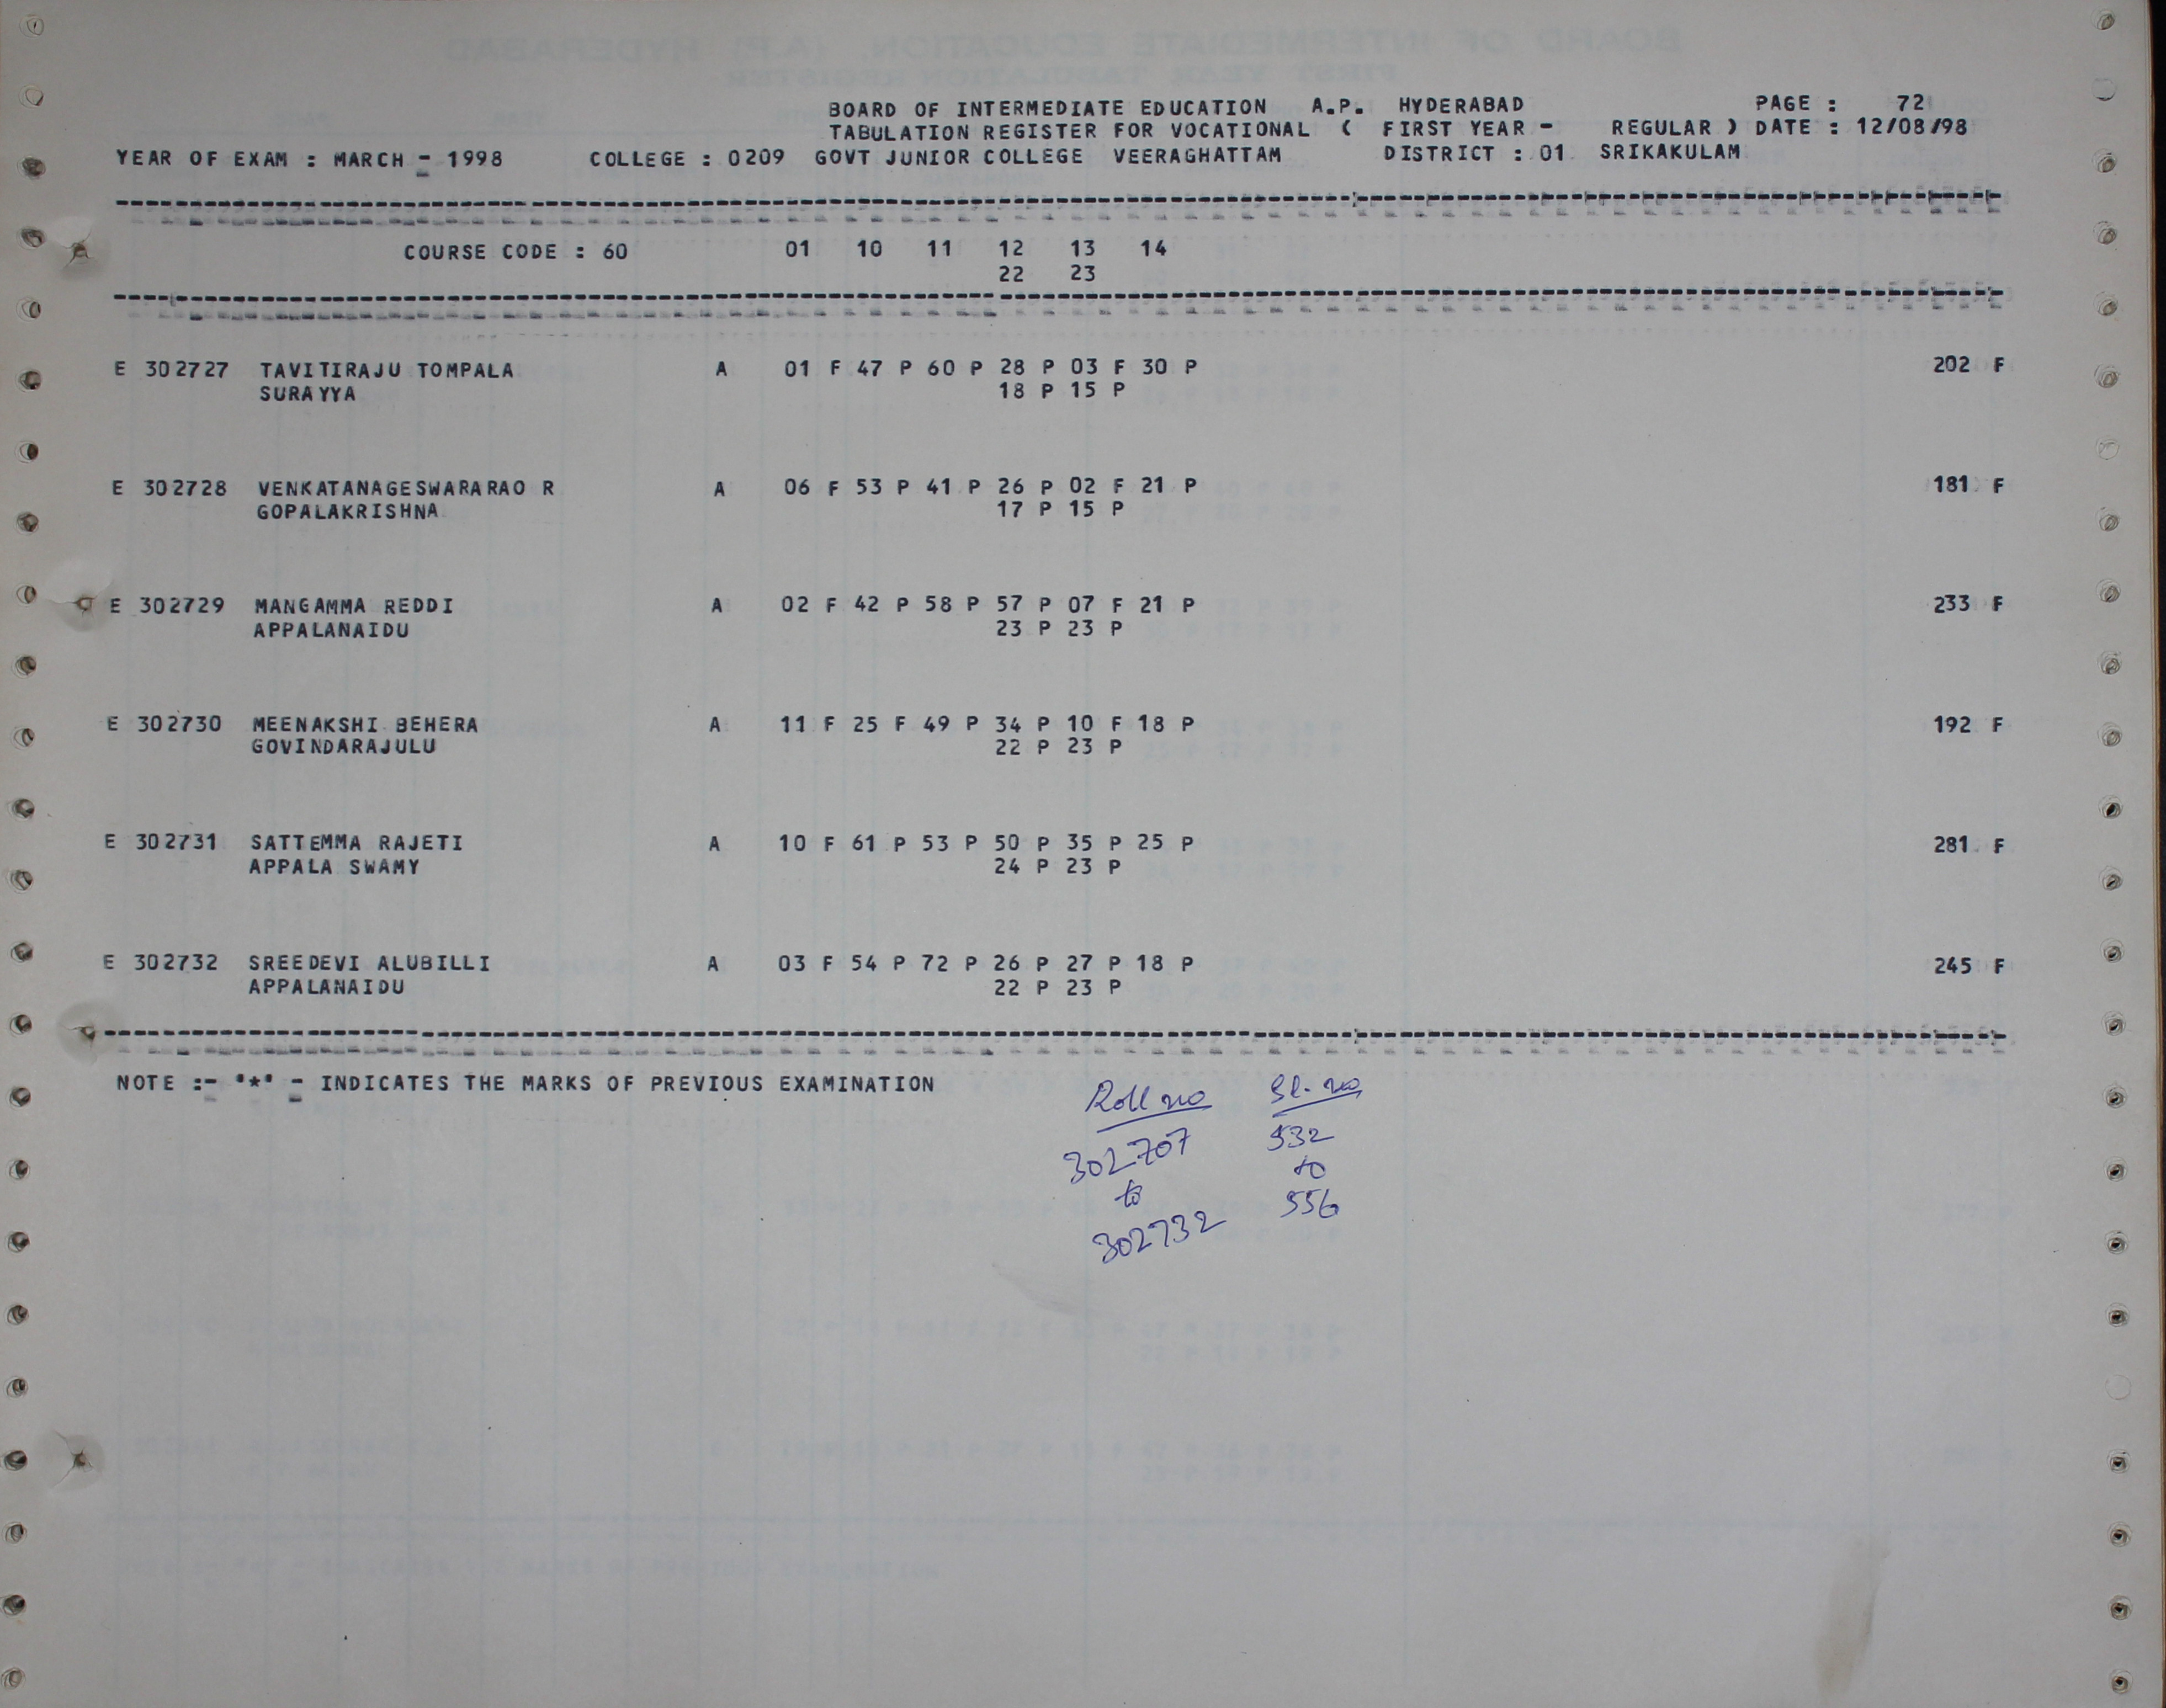 BOARD OF INTERMEDIATE EDUCATION A.P. HYDERABAD PAGE : 72
TABULATION REGISTER FOR VOCATIONAL ( FIRST YEAR - REGULAR ) DATE : 12/08/98
YEAR OF EXAM : MARCH - 1998 COLLEGE : 0209 GOVT JUNIOR COLLEGE VEERAGHATTAM DISTRICT : 01 SRIKAKULAM
COURSE CODE : 60 01 10 11 12 13 14
22 23
E 302727 TAVITIRAJU TOMPALA A 01 F 47 P 60 P 28 P 03 F 30 P 202 F
SURAYYA 18 P 15 P
E 302728 VENKATANAGESWARARAO R A 06 F 53 P 41 P 26 P 02 F 21 P 181 F
GOPALAKRISHNA 17 P 15 P
E 302729 MANGAMMA REDDI A 02 F 42 P 58 P 57 P 07 F 21 P 233 F
APPALANAIDU 23 P 23 P
E 302730 MEENAKSHI BEHERA A 11 F 25 F 49 P 34 P 10 F 18 P 192 F
GOVINDARAJULU 22 P 23 P
E 302731 SATTEMMA RAJETI A 10 F 61 P 53 P 50 P 35 P 25 P 281 F
APPALA SWAMY 24 P 23 P
E 302732 SREEDEVI ALUBILLI A 03 F 54 P 72 P 26 P 27 P 18 P 245 F
APPALANAIDU 22 P 23 P
NOTE :- '*' - INDICATES THE MARKS OF PREVIOUS EXAMINATION
Roll no Sl. no
302707 532
to to
302732 556